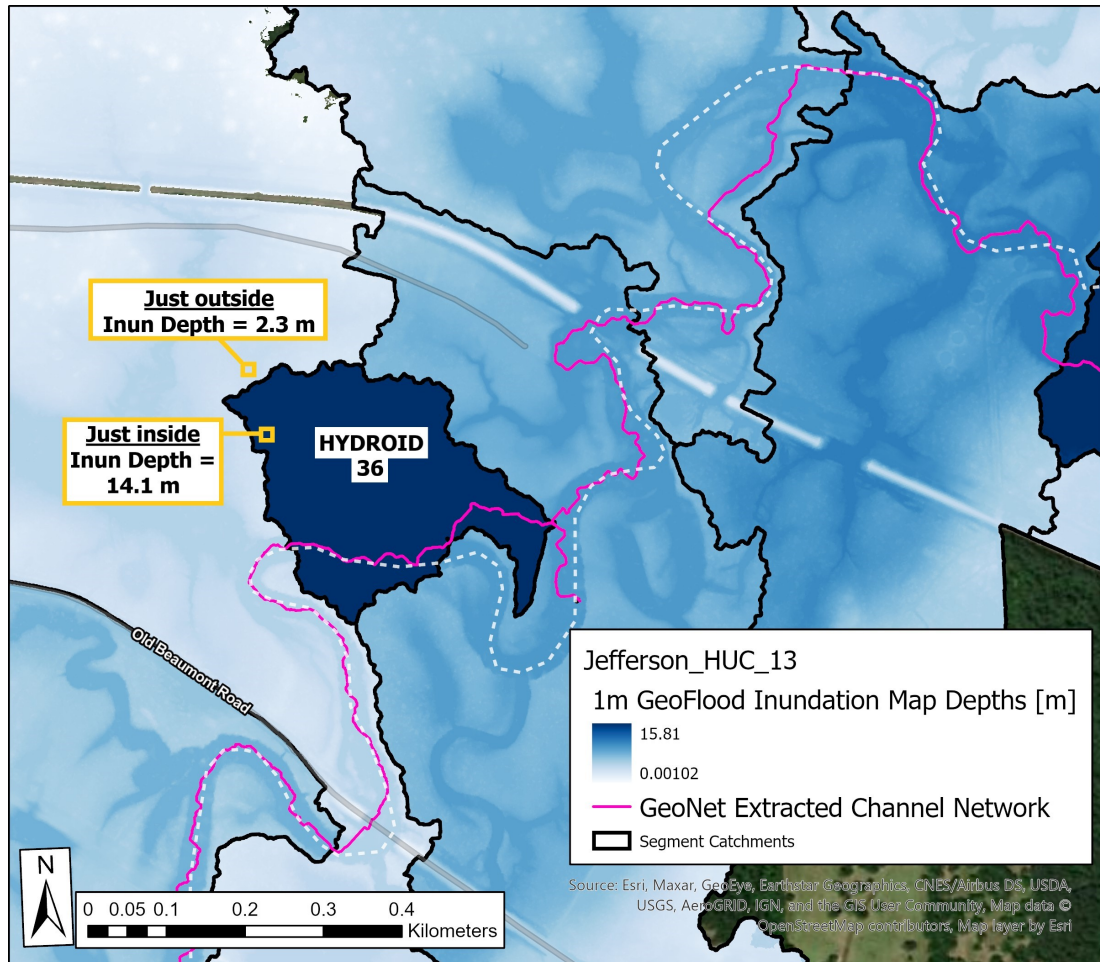 Just outside
Inun Depth = 2.3 m
Just inside
Inun Depth =
14.1 m
HYDROID
36
Old Beaumont Road
Jefferson_HUC_13
1m GeoFlood Inundation Map Depths [m]
15.81
0.00102
GeoNet Extracted Channel Network
Segment Catchments
N
0 0.05 0.1 0.2 0.3 0.4
Kilometers
Source: Esri, Maxar, GeoEye, Earthstar Geographics, CNES/Airbus DS, USDA,
USGS, AeroGRID, IGN, and the GIS User Community, Map data ©
OpenStreetMap contributors, Map layer by Esri